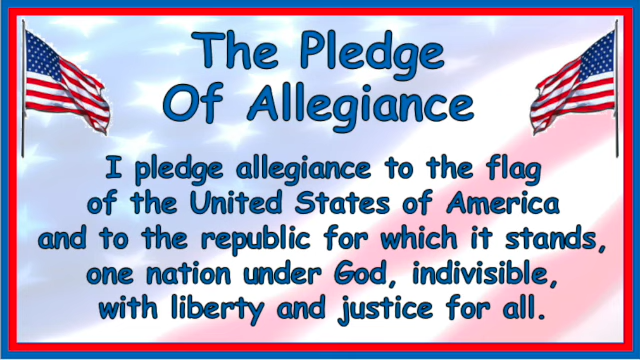 The Pledge
Of Allegiance
I pledge allegiance to the flag
of the United States of America
and to the republic for which it stands,
one nation under God, indivisible,
with liberty and justice for all.